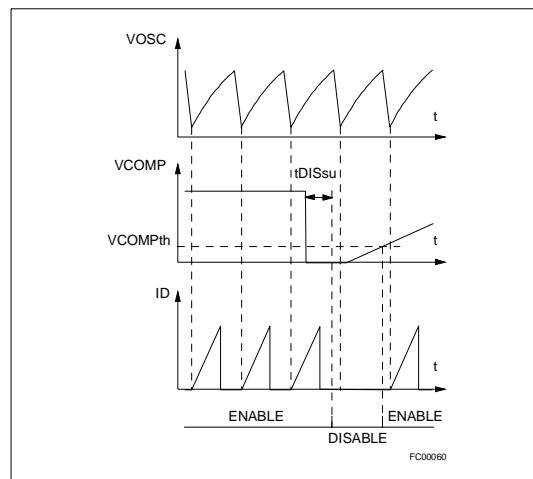 VOSC
t
VCOMP
tDISsu
VCOMPth
t
ID
t
ENABLE
ENABLE
DISABLE
FC00060